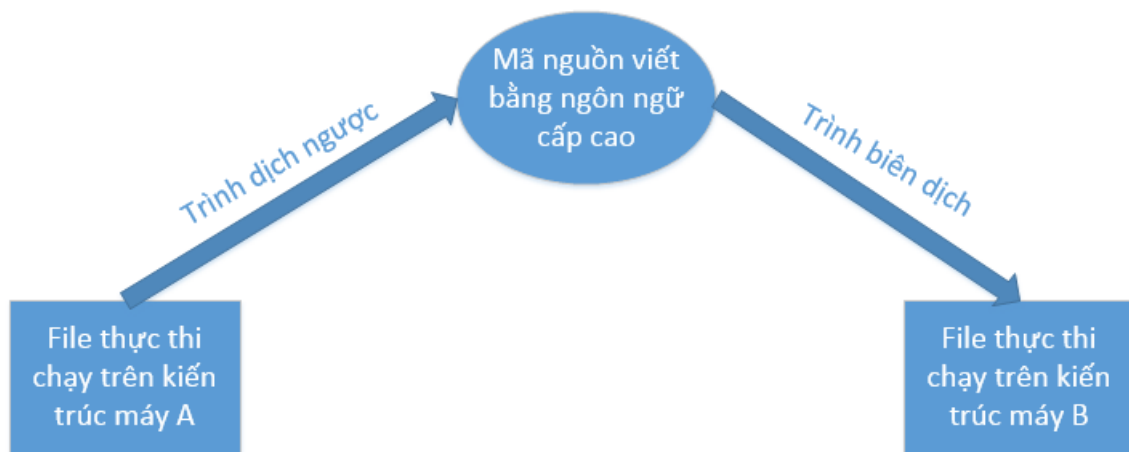 Mã nguồn viết
bằng ngôn ngữ
cấp cao
Trình dịch ngược
Trình biên dịch
File thực thi
chạy trên kiến
trúc máy A
File thực thi
chạy trên kiến
trúc máy B